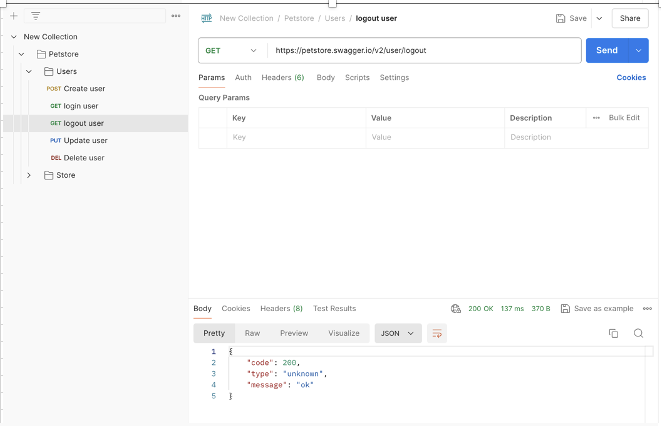 New Collection
Petstore
Users
POST Create user
GET login user
GET logout user
PUT Update user
DEL Delete user
Store
HTTP New Collection / Petstore / Users / logout user
Save
Share
GET https://petstore.swagger.io/v2/user/logout
Send
Params Auth Headers (6) Body Scripts Settings Cookies
Query Params
Key Value Description ••• Bulk Edit
Key Value Description
Body Cookies Headers (8) Test Results 200 OK 137 ms 370 B Save as example
Pretty Raw Preview Visualize JSON
1 {
2 "code": 200,
3 "type": "unknown",
4 "message": "ok"
5 }